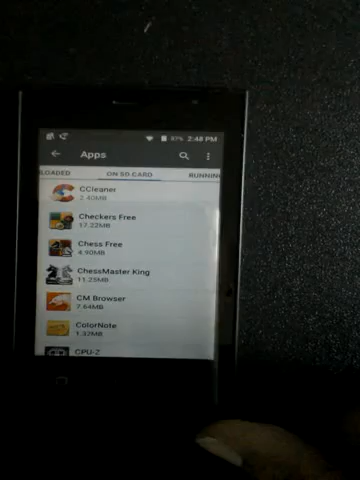 87% 2:48 PM
Apps
LOADED ON SD CARD RUNNIN
CCleaner
2.40MB
Checkers Free
17.22MB
Chess Free
4.90MB
ChessMaster King
11.25MB
CM Browser
7.64MB
ColorNote
1.37MB
CPU-Z